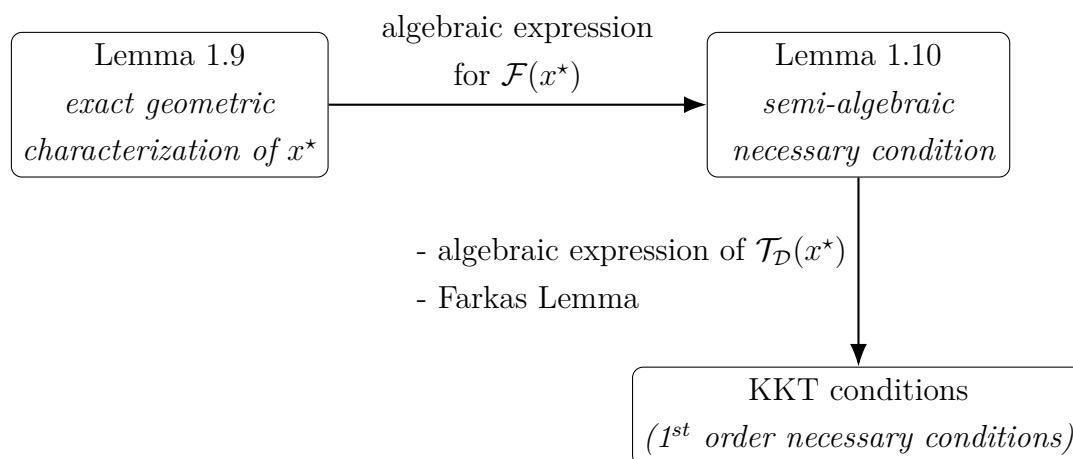 Lemma 1.9
exact geometric
characterization of x⋆
algebraic expression
for 𝓕(x⋆)
Lemma 1.10
semi-algebraic
necessary condition
- algebraic expression of 𝒯_𝒟(x⋆)
- Farkas Lemma
KKT conditions
(1ˢᵗ order necessary conditions)